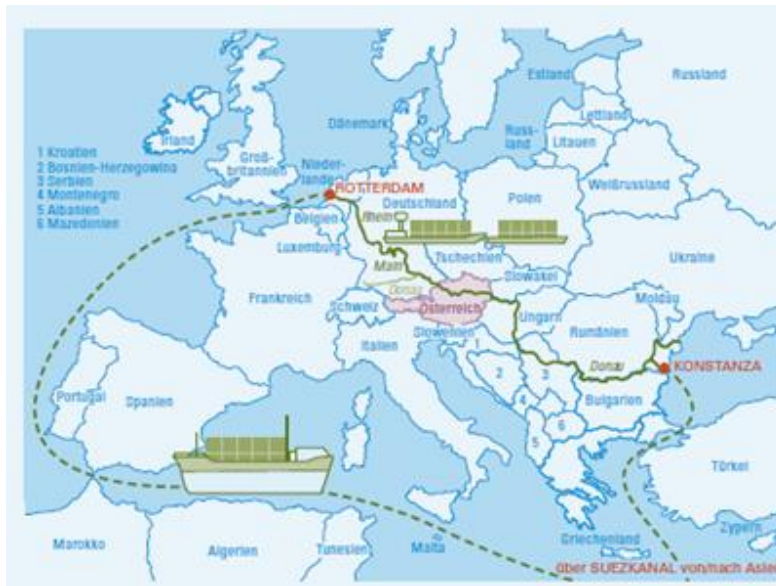 Estland
Russland
Lettland
Dänemark
Irland
Russ-
land
Litauen
1 Kroatien
2 Bosnien-Herzegowina
3 Serbien
4 Montenegro
5 Albanien
6 Mazedonien
Groß-
britannien
Nieder-
lande
ROTTERDAM
Weißrussland
Deutschland
Polen
Belgien
Rhein
Luxemburg
Tschechien
Ukraine
Main
Slowakei
Donau
Frankreich
Moldau
Schweiz
Österreich
Ungarn
Rumänien
Slowenien
Italien
1
Donau
KONSTANZA
2
3
Portugal
Spanien
4
Bulgarien
6
5
Türkei
Zypern
Griechenland
Marokko
Algerien
Tunesien
Malta
über SUEZKANAL von/nach Asie